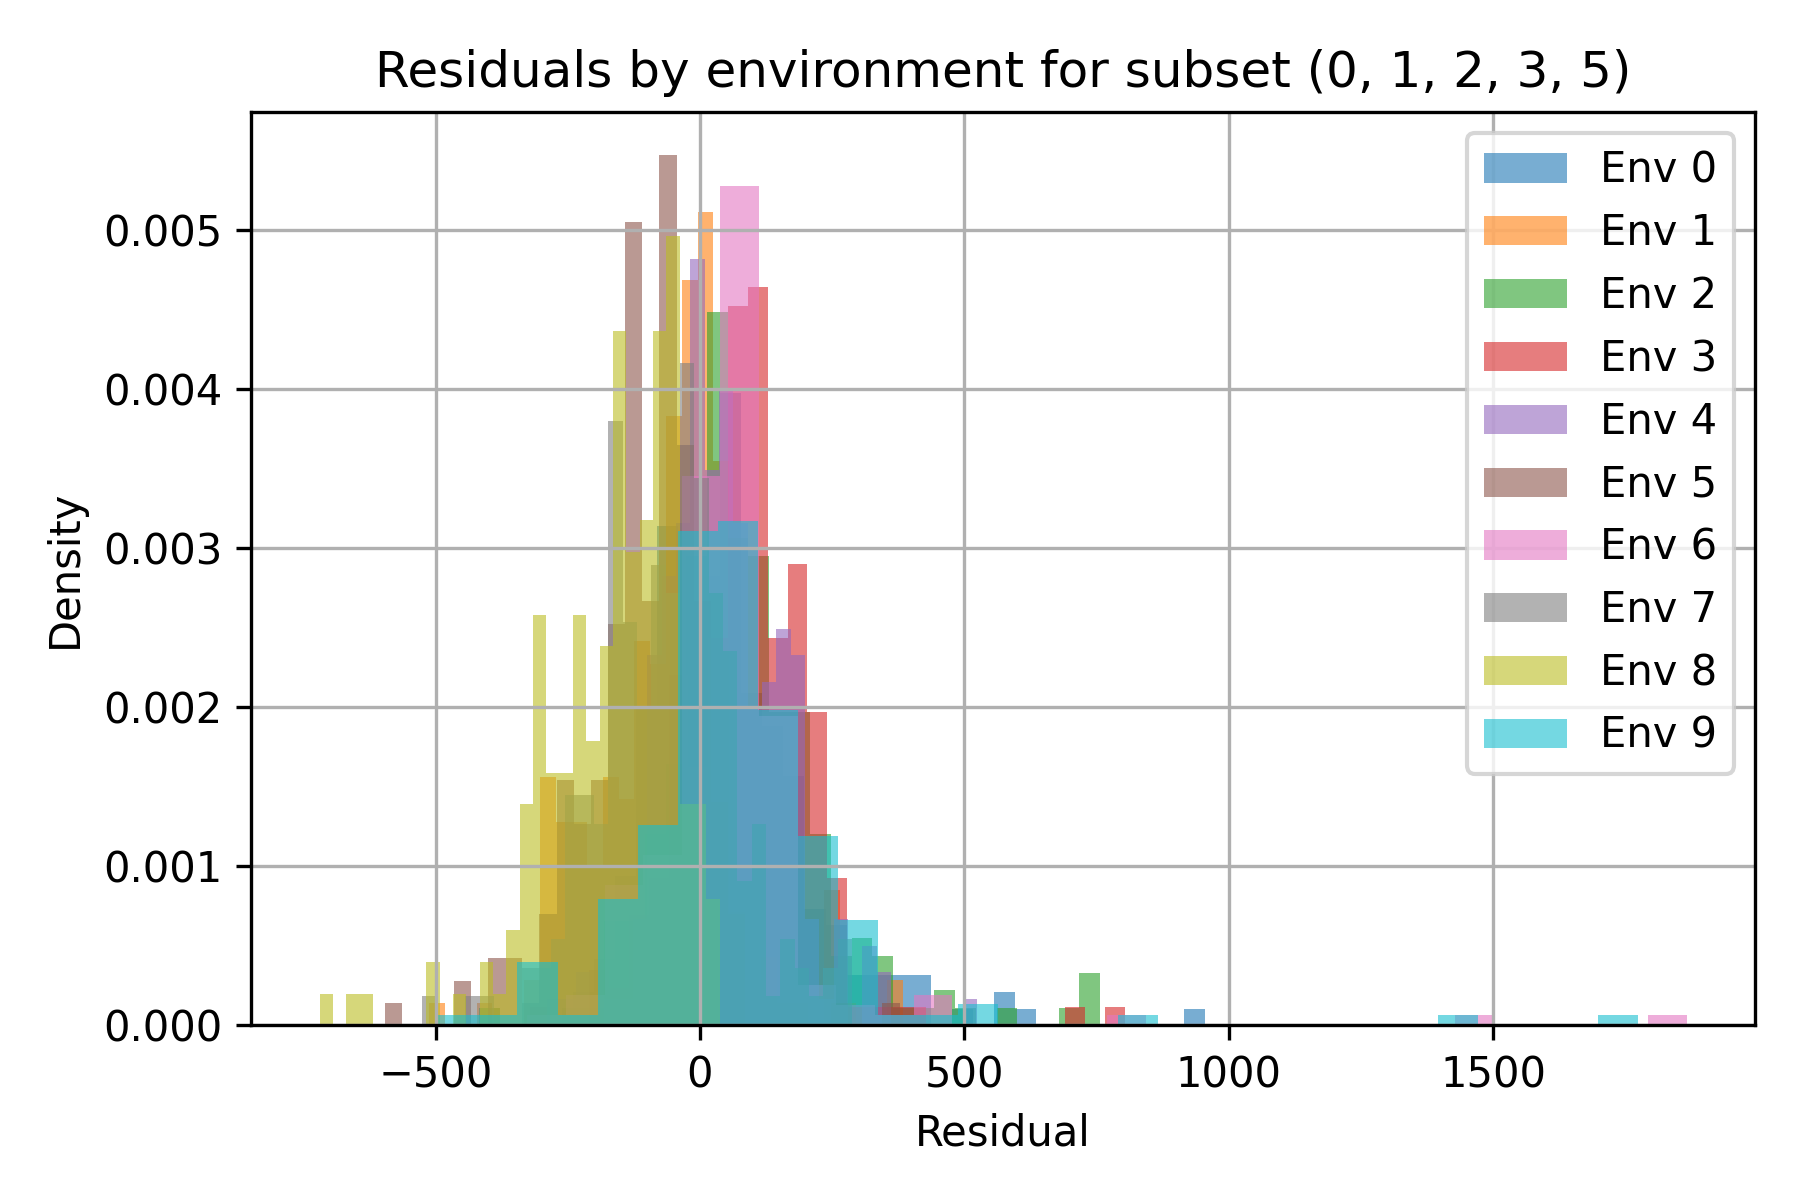 Residuals by environment for subset (0, 1, 2, 3, 5)
Density
0.005
0.004
0.003
0.002
0.001
0.000
−500
0
500
1000
1500
Residual
Env 0
Env 1
Env 2
Env 3
Env 4
Env 5
Env 6
Env 7
Env 8
Env 9